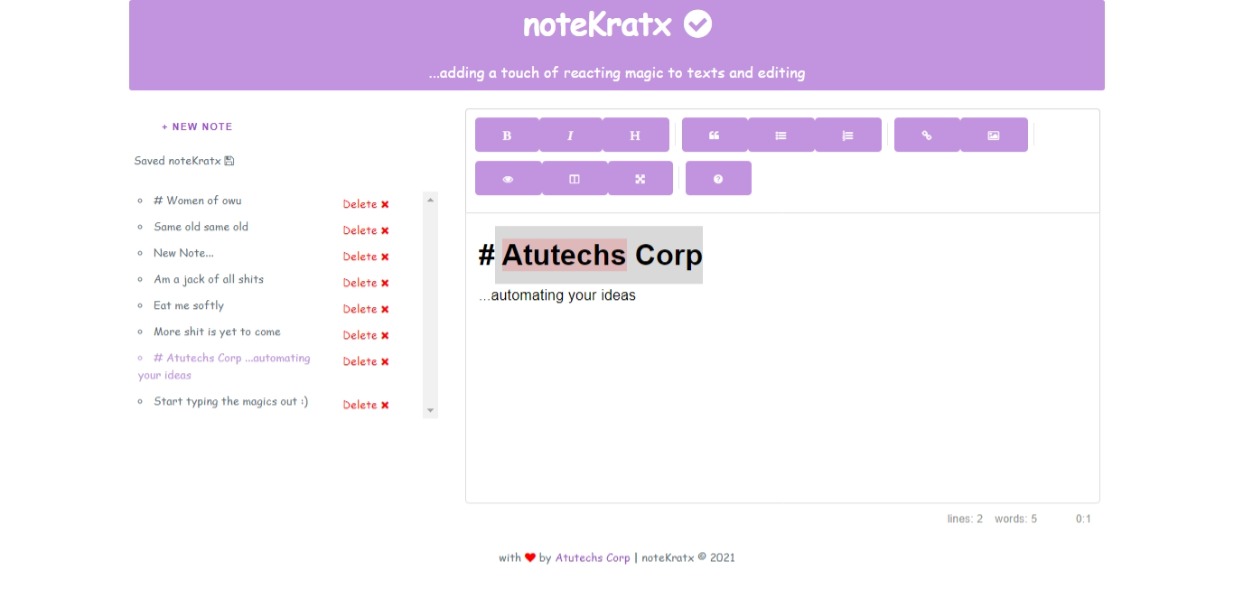 noteKratx
...adding a touch of reacting magic to texts and editing
+ NEW NOTE
Saved noteKratx
# Women of owu Delete
Same old same old Delete
New Note... Delete
Am a jack of all shits Delete
Eat me softly Delete
More shit is yet to come Delete
# Atutechs Corp ...automating Delete
your ideas
Start typing the magics out :) Delete
B I H
# Atutechs Corp
...automating your ideas
lines: 2 words: 5 0:1
with ❤ by Atutechs Corp | noteKratx © 2021